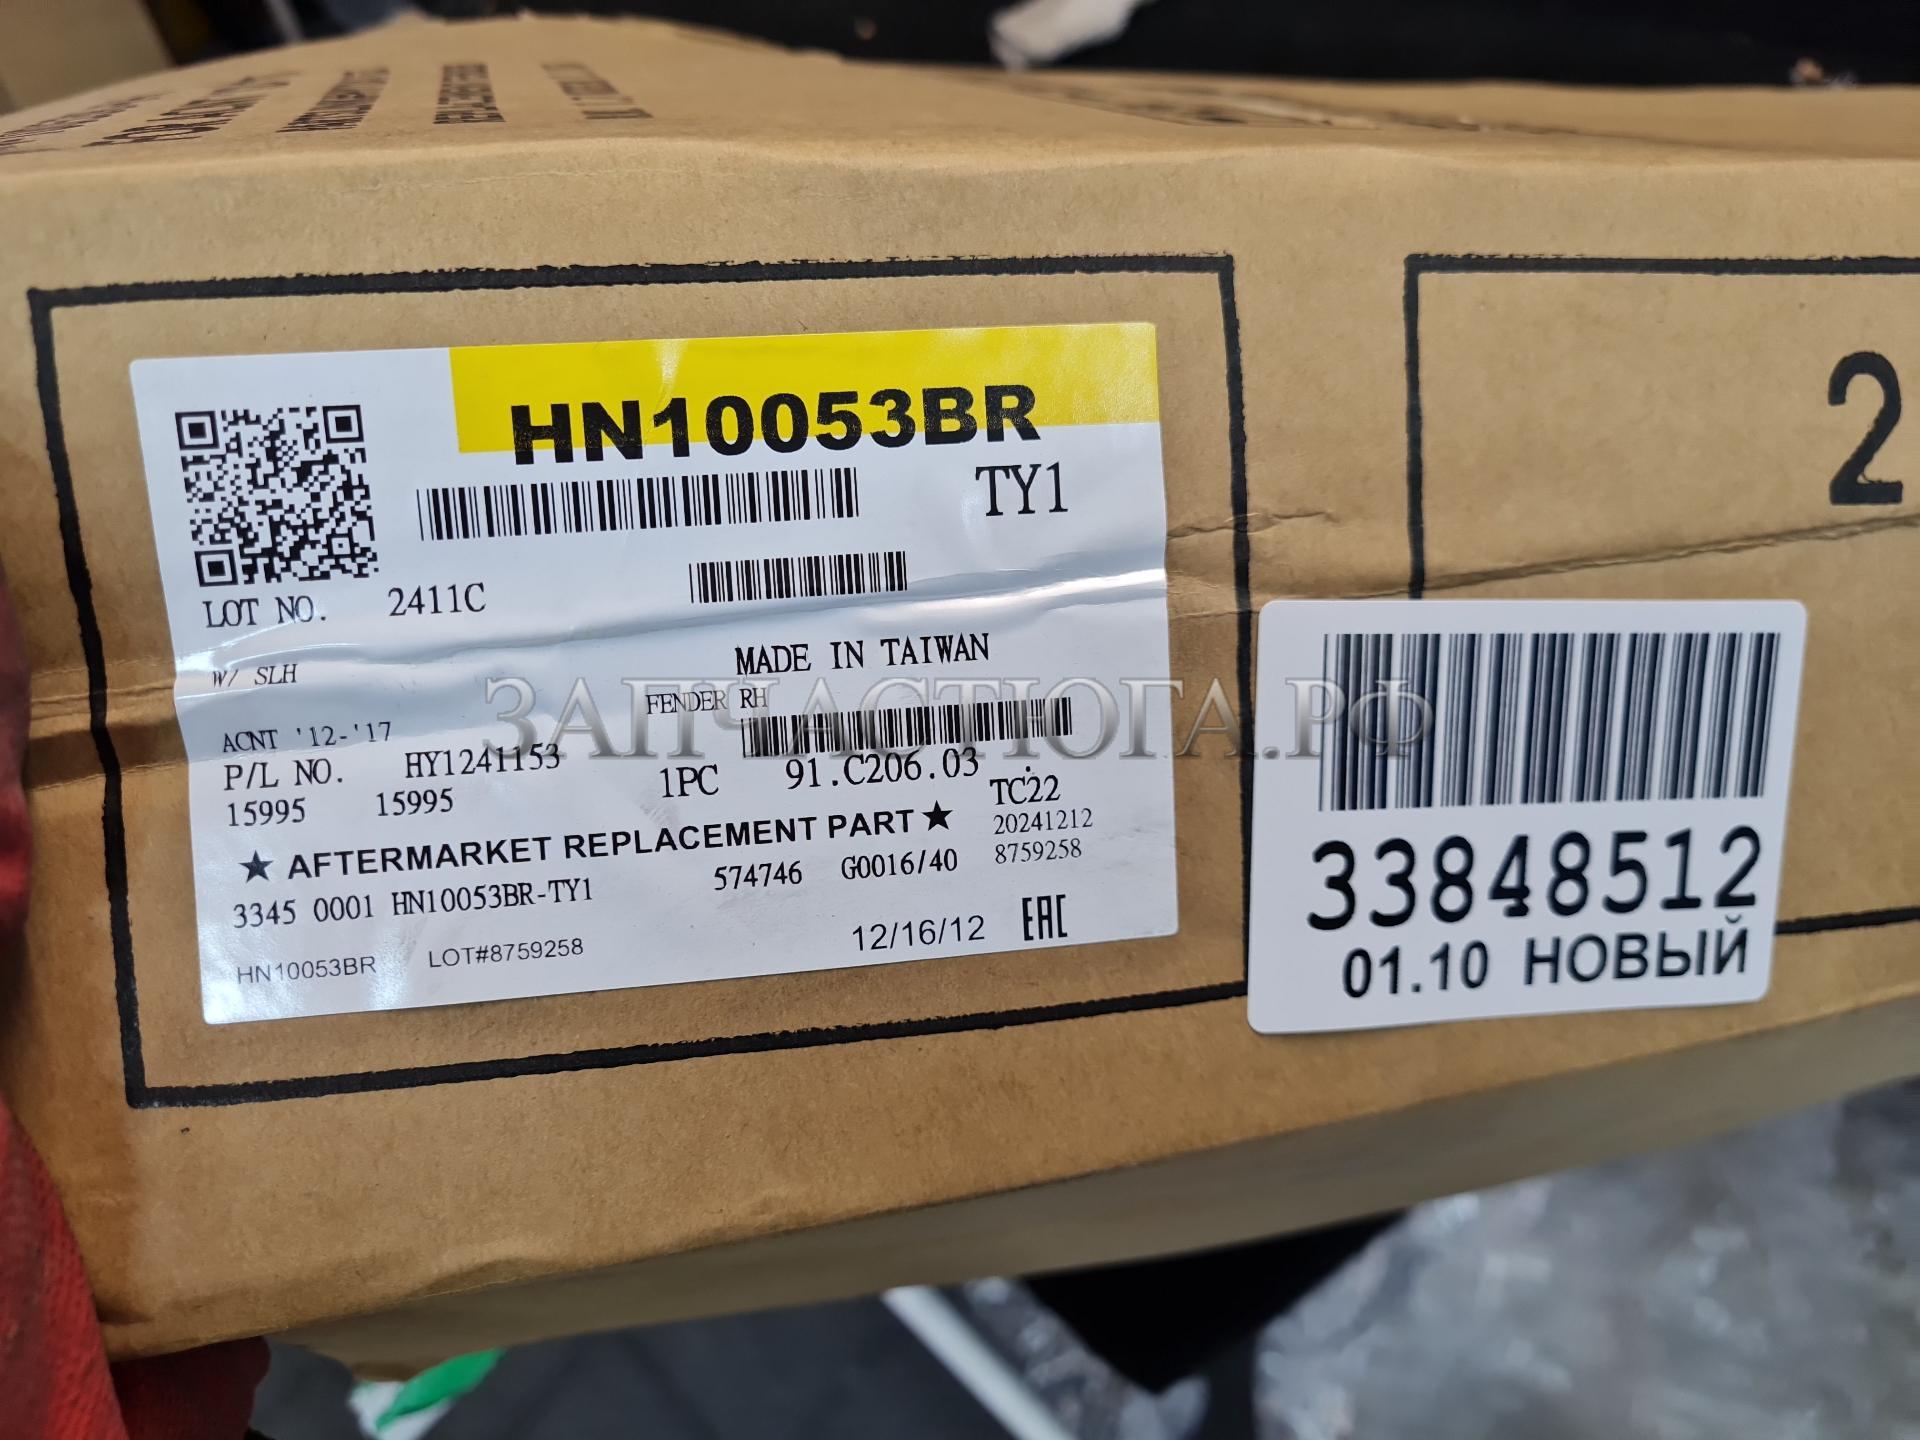 HN10053BR
TY1
LOT NO. 2411C
W/ SLH
MADE IN TAIWAN
FENDER RH
ACNT '12-'17
P/L NO. HY1241153
1PC 91.C206.03
15995 15995
TC22
★ AFTERMARKET REPLACEMENT PART ★
20241212
3345 0001 HN10053BR-TY1 574746 G0016/40
8759258
HN10053BR LOT#8759258 12/16/12 EAC
2
33848512
01.10 НОВЫЙ
ЗАПЧАСТЮГА.РФ